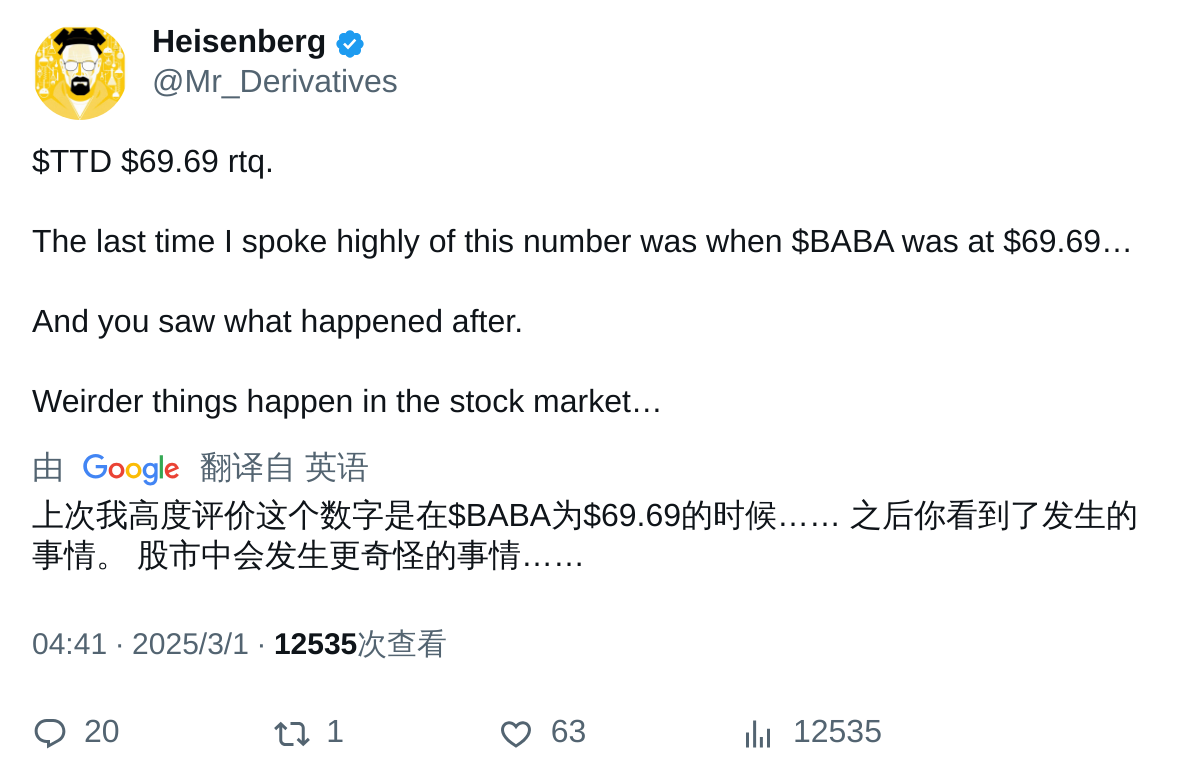 Heisenberg
@Mr_Derivatives
$TTD $69.69 rtq.
The last time I spoke highly of this number was when $BABA was at $69.69…
And you saw what happened after.
Weirder things happen in the stock market…
由 Google 翻译自 英语
上次我高度评价这个数字是在$BABA为$69.69的时候…… 之后你看到了发生的
事情。 股市中会发生更奇怪的事情……
04:41 · 2025/3/1 · 12535次查看
20 1 63 12535